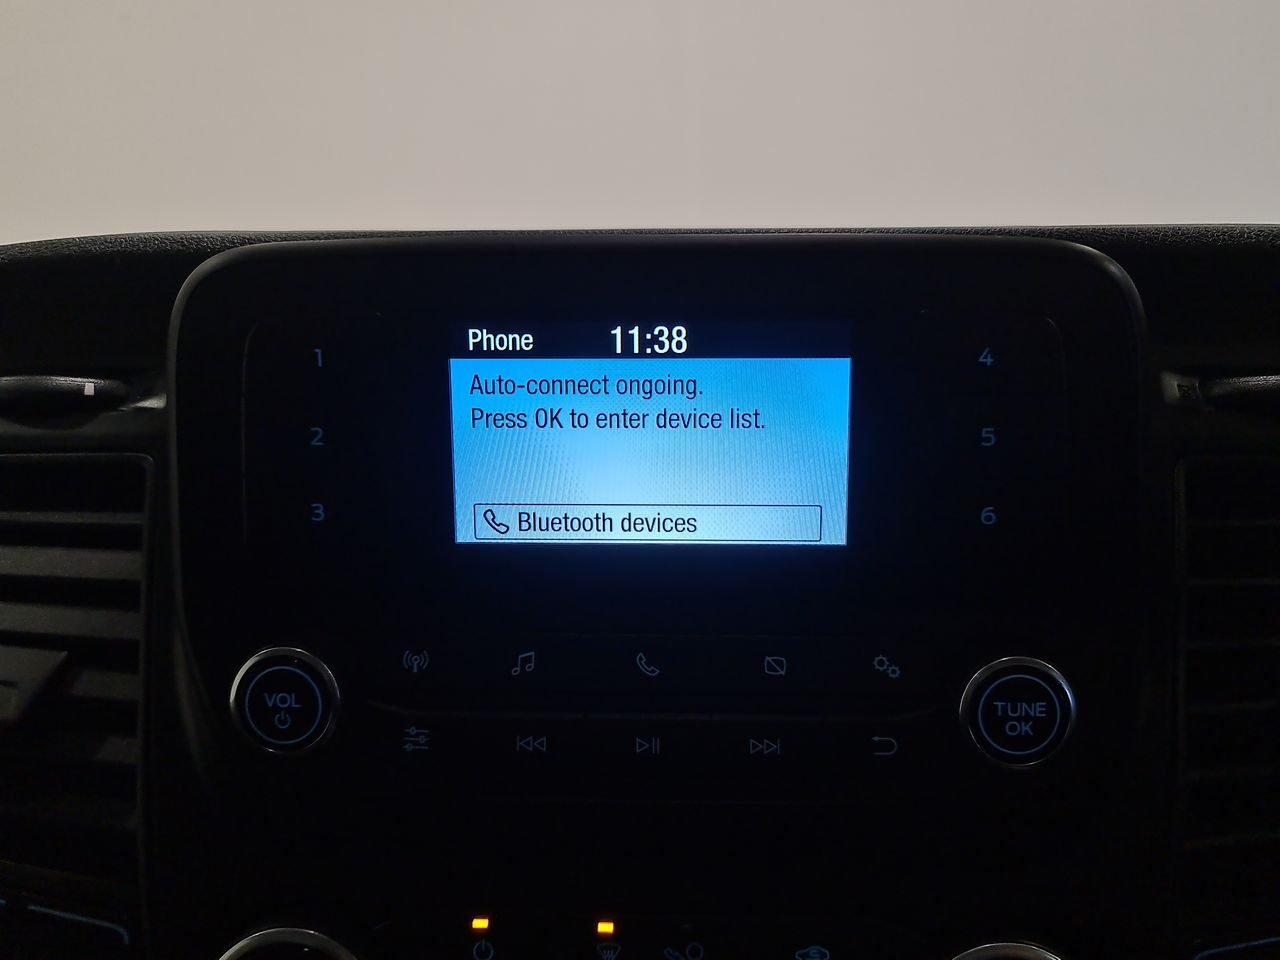 Phone 11:38
Auto-connect ongoing.
Press OK to enter device list.
Bluetooth devices
1
2
3
4
5
6
VOL
TUNE
OK